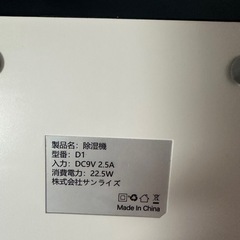 製品名：除湿機
型番：D1
入力：DC9V 2.5A
消費電力：22.5W
株式会社サンライズ
Made In China